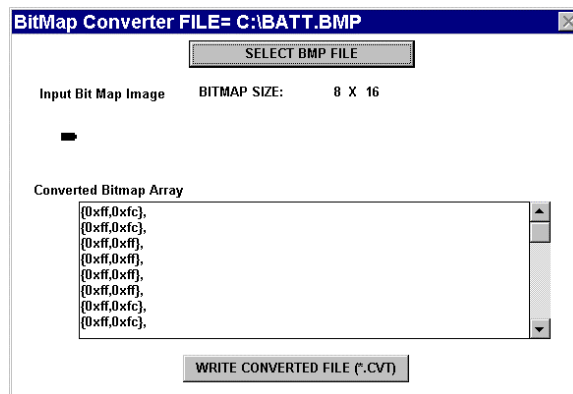 BitMap Converter FILE= C:\BATT.BMP
SELECT BMP FILE
Input Bit Map Image BITMAP SIZE: 8 X 16
Converted Bitmap Array
{0xff,0xfc},
{0xff,0xfc},
{0xff,0xff},
{0xff,0xff},
{0xff,0xff},
{0xff,0xff},
{0xff,0xfc},
{0xff,0xfc},
WRITE CONVERTED FILE (*.CVT)